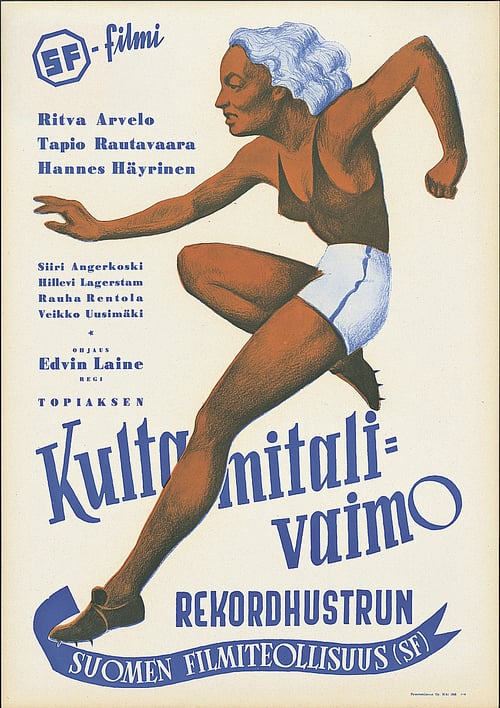 SF-filmi
Ritva Arvelo
Tapio Rautavaara
Hannes Häyrinen
Siiri Angerkoski
Hillevi Lagerstam
Rauha Rentola
Veikko Uusimäki
*
OHJAUS
Edvin Laine
REGI
TOPIAKSEN
Kultamitali=
vaimo
REKORDHUSTRUN
SUOMEN FILMITEOLLISUUS (SF)